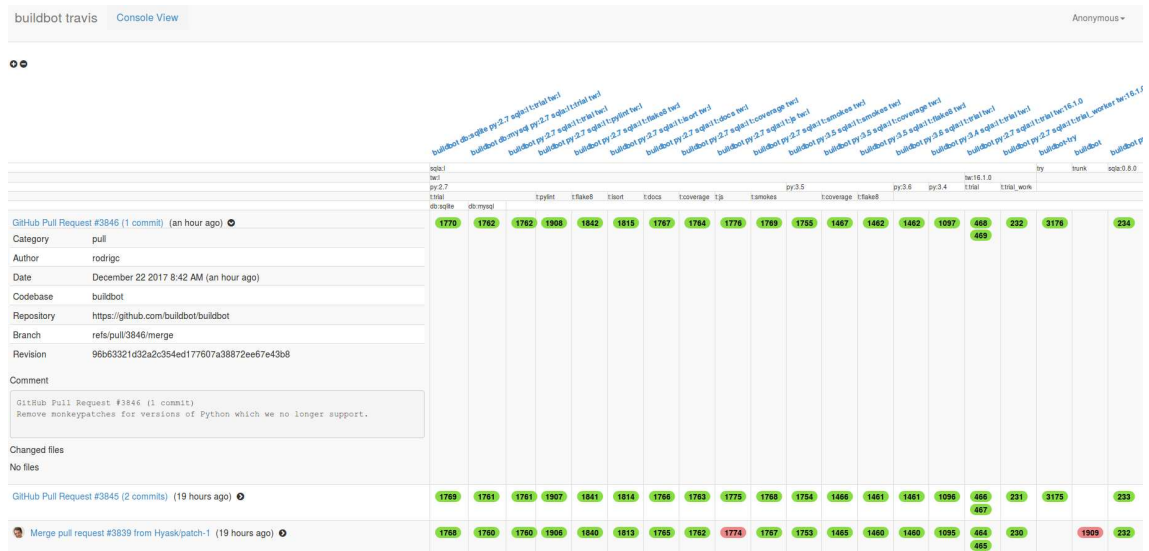 buildbot travis Console View Anonymous
buildbot db:sqlite py:2.7 sqla:l t:trial tw:l
buildbot db:mysql py:2.7 sqla:l t:trial tw:l
buildbot py:2.7 sqla:l t:trial tw:l
buildbot py:2.7 sqla:l t:pylint tw:l
buildbot py:2.7 sqla:l t:flake8 tw:l
buildbot py:2.7 sqla:l t:isort tw:l
buildbot py:2.7 sqla:l t:docs tw:l
buildbot py:2.7 sqla:l t:coverage tw:l
buildbot py:2.7 sqla:l t:js tw:l
buildbot py:2.7 sqla:l t:smokes tw:l
buildbot py:3.5 sqla:l t:smokes tw:l
buildbot py:3.5 sqla:l t:coverage tw:l
buildbot py:3.5 sqla:l t:flake8 tw:l
buildbot py:3.6 sqla:l t:trial tw:l
buildbot py:3.4 sqla:l t:trial tw:l
buildbot py:2.7 sqla:l t:trial tw:16.1.0
buildbot py:2.7 sqla:l t:trial_worker tw:16.1.0
buildbot-try
buildbot
sqla:l try trunk sqla:0.8.0
tw:l tw:16.1.0
py:2.7 py:3.5 py:3.6 py:3.4 t:trial t:trial_work
t:trial t:pylint t:flake8 t:isort t:docs t:coverage t:js t:smokes t:coverage t:flake8
db:sqlite db:mysql
GitHub Pull Request #3846 (1 commit) (an hour ago) 1770 1762 1762 1908 1842 1815 1767 1764 1776 1769 1755 1467 1462 1462 1097 468 232 3176 234
469
Category pull
Author rodrigc
Date December 22 2017 8:42 AM (an hour ago)
Codebase buildbot
Repository https://github.com/buildbot/buildbot
Branch refs/pull/3846/merge
Revision 96b63321d32a2c354ed177607a38872ee67e43b8
Comment
GitHub Pull Request #3846 (1 commit)
Remove monkeypatches for versions of Python which we no longer support.
Changed files
No files
GitHub Pull Request #3845 (2 commits) (19 hours ago) 1769 1761 1761 1907 1841 1814 1766 1763 1775 1768 1754 1466 1461 1461 1096 466 231 3175 233
467
Merge pull request #3839 from Hyask/patch-1 (19 hours ago) 1768 1760 1760 1906 1840 1813 1765 1762 1774 1767 1753 1465 1460 1460 1095 464 230 1909 232
465